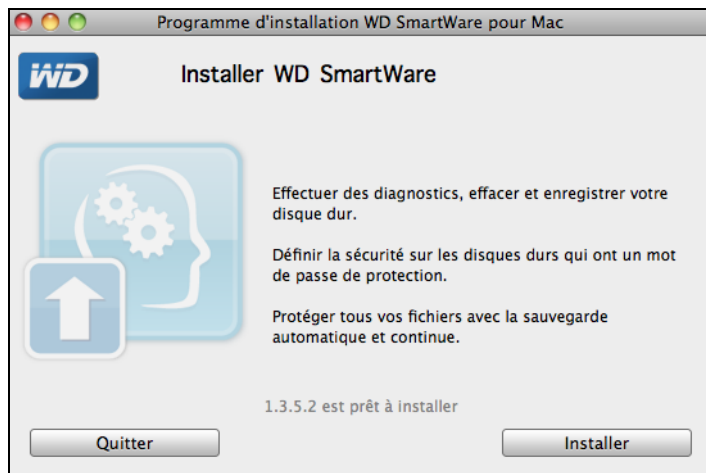 Programme d'installation WD SmartWare pour Mac
WD
Installer WD SmartWare
Effectuer des diagnostics, effacer et enregistrer votre
disque dur.
Définir la sécurité sur les disques durs qui ont un mot
de passe de protection.
Protéger tous vos fichiers avec la sauvegarde
automatique et continue.
1.3.5.2 est prêt à installer
Quitter
Installer